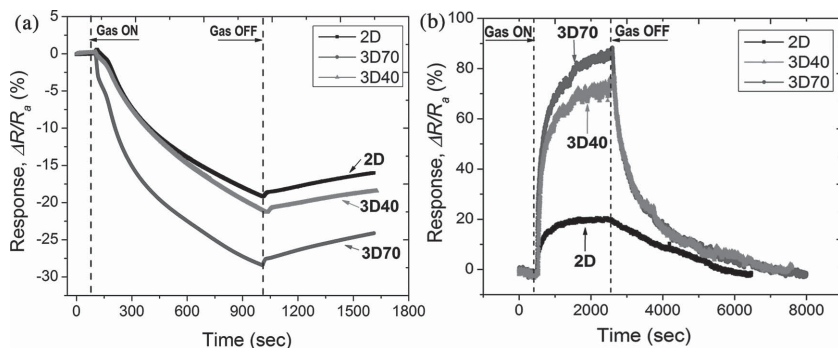 (a)
Gas ON
Gas OFF
2D
3D70
3D40
2D
3D40
3D70
0
-5
-10
-15
-20
-25
-30
Response, ΔR/Ra (%)
0 300 600 900 1200 1500 1800
Time (sec)
(b)
Gas ON
3D70
Gas OFF
2D
3D40
3D70
3D40
2D
100
80
60
40
20
0
Response, ΔR/Ra (%)
0 2000 4000 6000 8000
Time (sec)